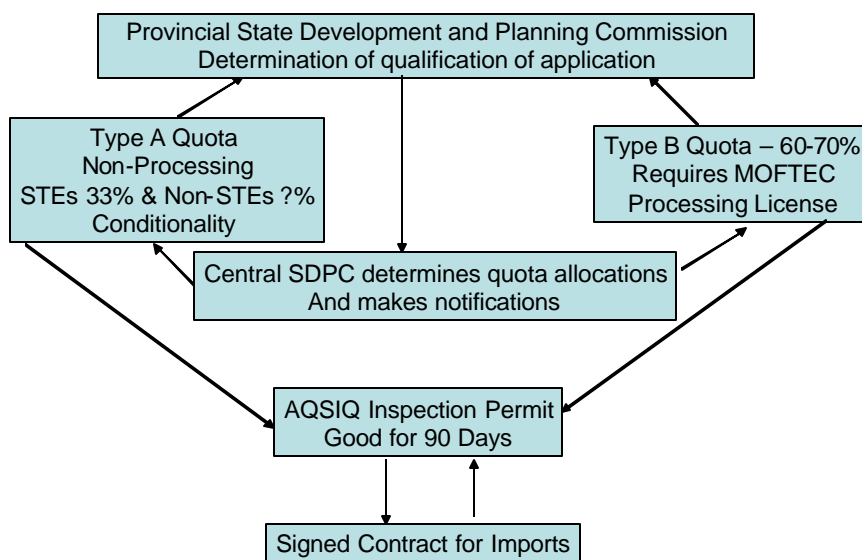 Provincial State Development and Planning Commission
Determination of qualification of application
Type A Quota
Non-Processing
STEs 33% & Non-STEs ?%
Conditionality
Type B Quota – 60-70%
Requires MOFTEC
Processing License
Central SDPC determines quota allocations
And makes notifications
AQSIQ Inspection Permit
Good for 90 Days
Signed Contract for Imports